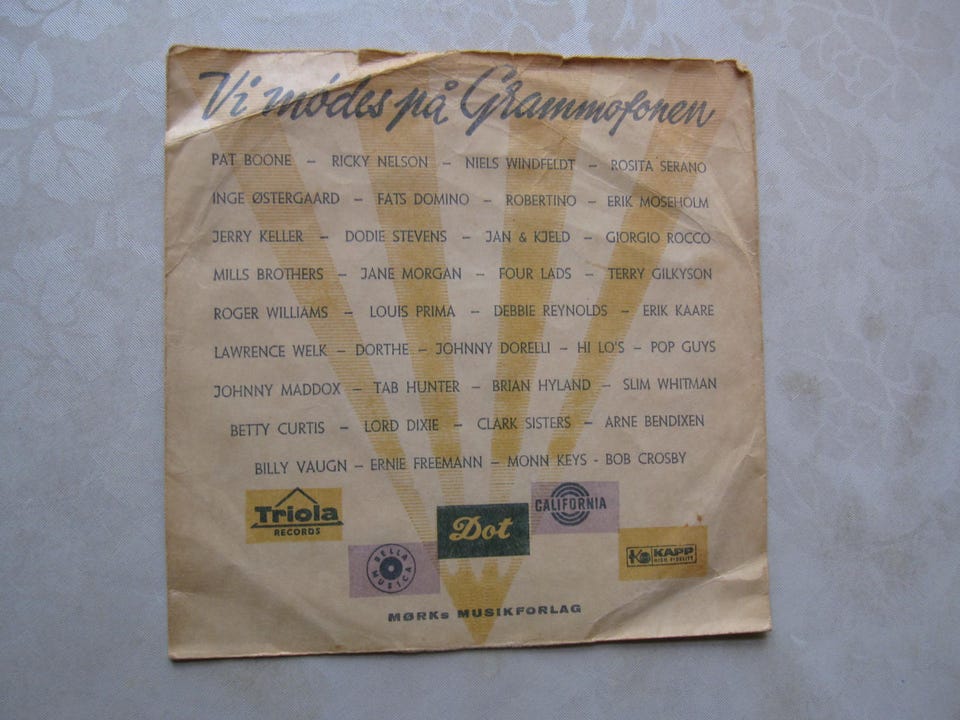 Vi mødes på Grammofonen
PAT BOONE – RICKY NELSON – NIELS WINDFELDT – ROSITA SERANO
INGE ØSTERGAARD – FATS DOMINO – ROBERTINO – ERIK MOSEHOLM
JERRY KELLER – DODIE STEVENS – JAN & KJELD – GIORGIO ROCCO
MILLS BROTHERS – JANE MORGAN – FOUR LADS – TERRY GILKYSON
ROGER WILLIAMS – LOUIS PRIMA – DEBBIE REYNOLDS – ERIK KAARE
LAWRENCE WELK – DORTHE – JOHNNY DORELLI – HI LO'S – POP GUYS
JOHNNY MADDOX – TAB HUNTER – BRIAN HYLAND – SLIM WHITMAN
BETTY CURTIS – LORD DIXIE – CLARK SISTERS – ARNE BENDIXEN
BILLY VAUGN – ERNIE FREEMANN – MONN KEYS - BOB CROSBY
Triola
RECORDS
BELLA MUSICA
Dot
CALIFORNIA
K KAPP
HIGH FIDELITY
MØRKs MUSIKFORLAG